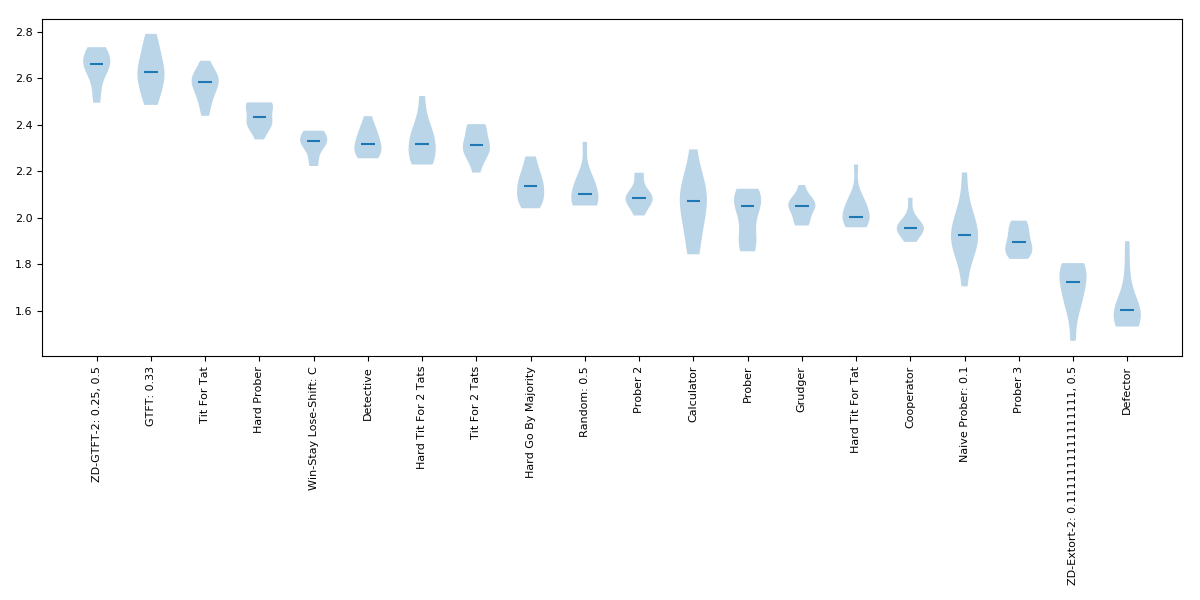 2.8
2.6
2.4
2.2
2.0
1.8
1.6
ZD-GTFT-2: 0.25, 0.5
GTFT: 0.33
Tit For Tat
Hard Prober
Win-Stay Lose-Shift: C
Detective
Hard Tit For 2 Tats
Tit For 2 Tats
Hard Go By Majority
Random: 0.5
Prober 2
Calculator
Prober
Grudger
Hard Tit For Tat
Cooperator
Naive Prober: 0.1
Prober 3
ZD-Extort-2: 0.1111111111111111, 0.5
Defector